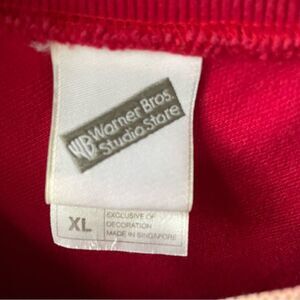 WB Warner Bros.
Studio Store
XL
EXCLUSIVE OF
DECORATION
MADE IN SINGAPORE